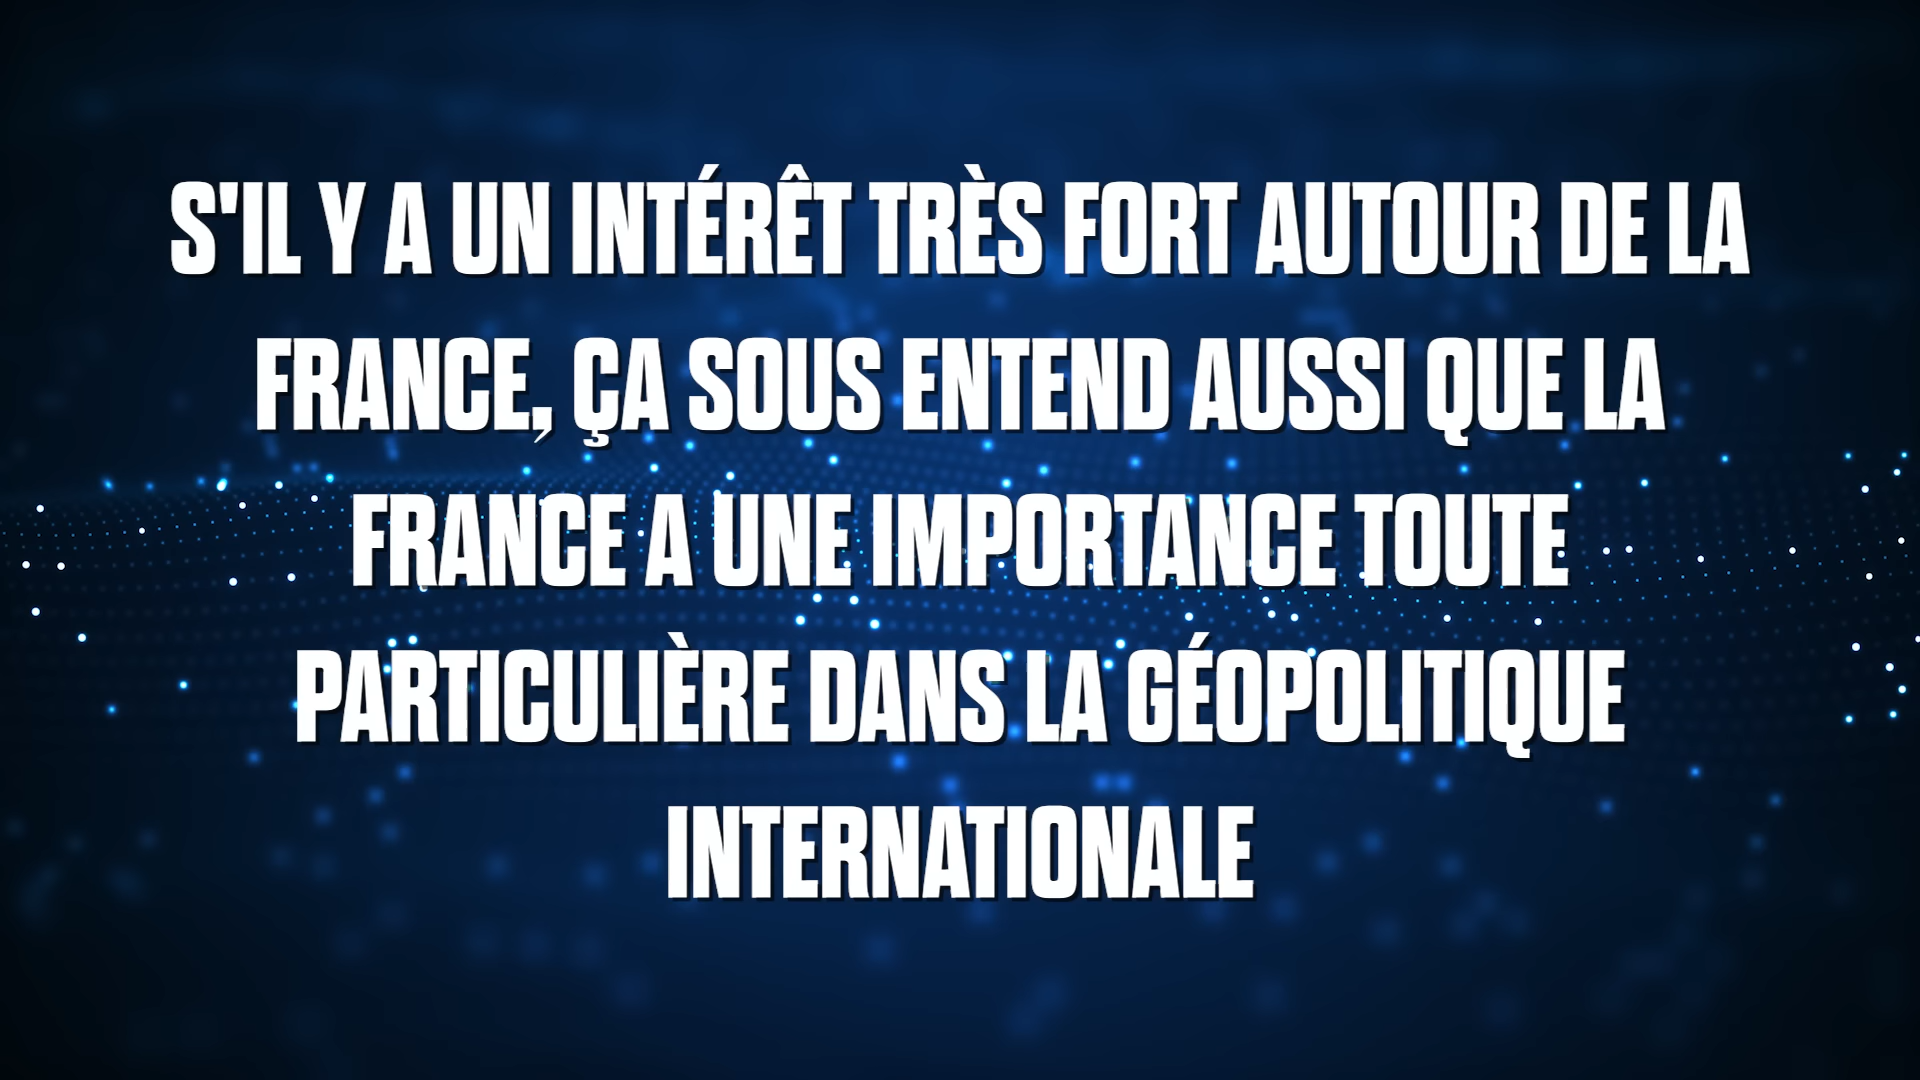 S'IL Y A UN INTÉRÊT TRÈS FORT AUTOUR DE LA
FRANCE, ÇA SOUS ENTEND AUSSI QUE LA
FRANCE A UNE IMPORTANCE TOUTE
PARTICULIÈRE DANS LA GÉOPOLITIQUE
INTERNATIONALE